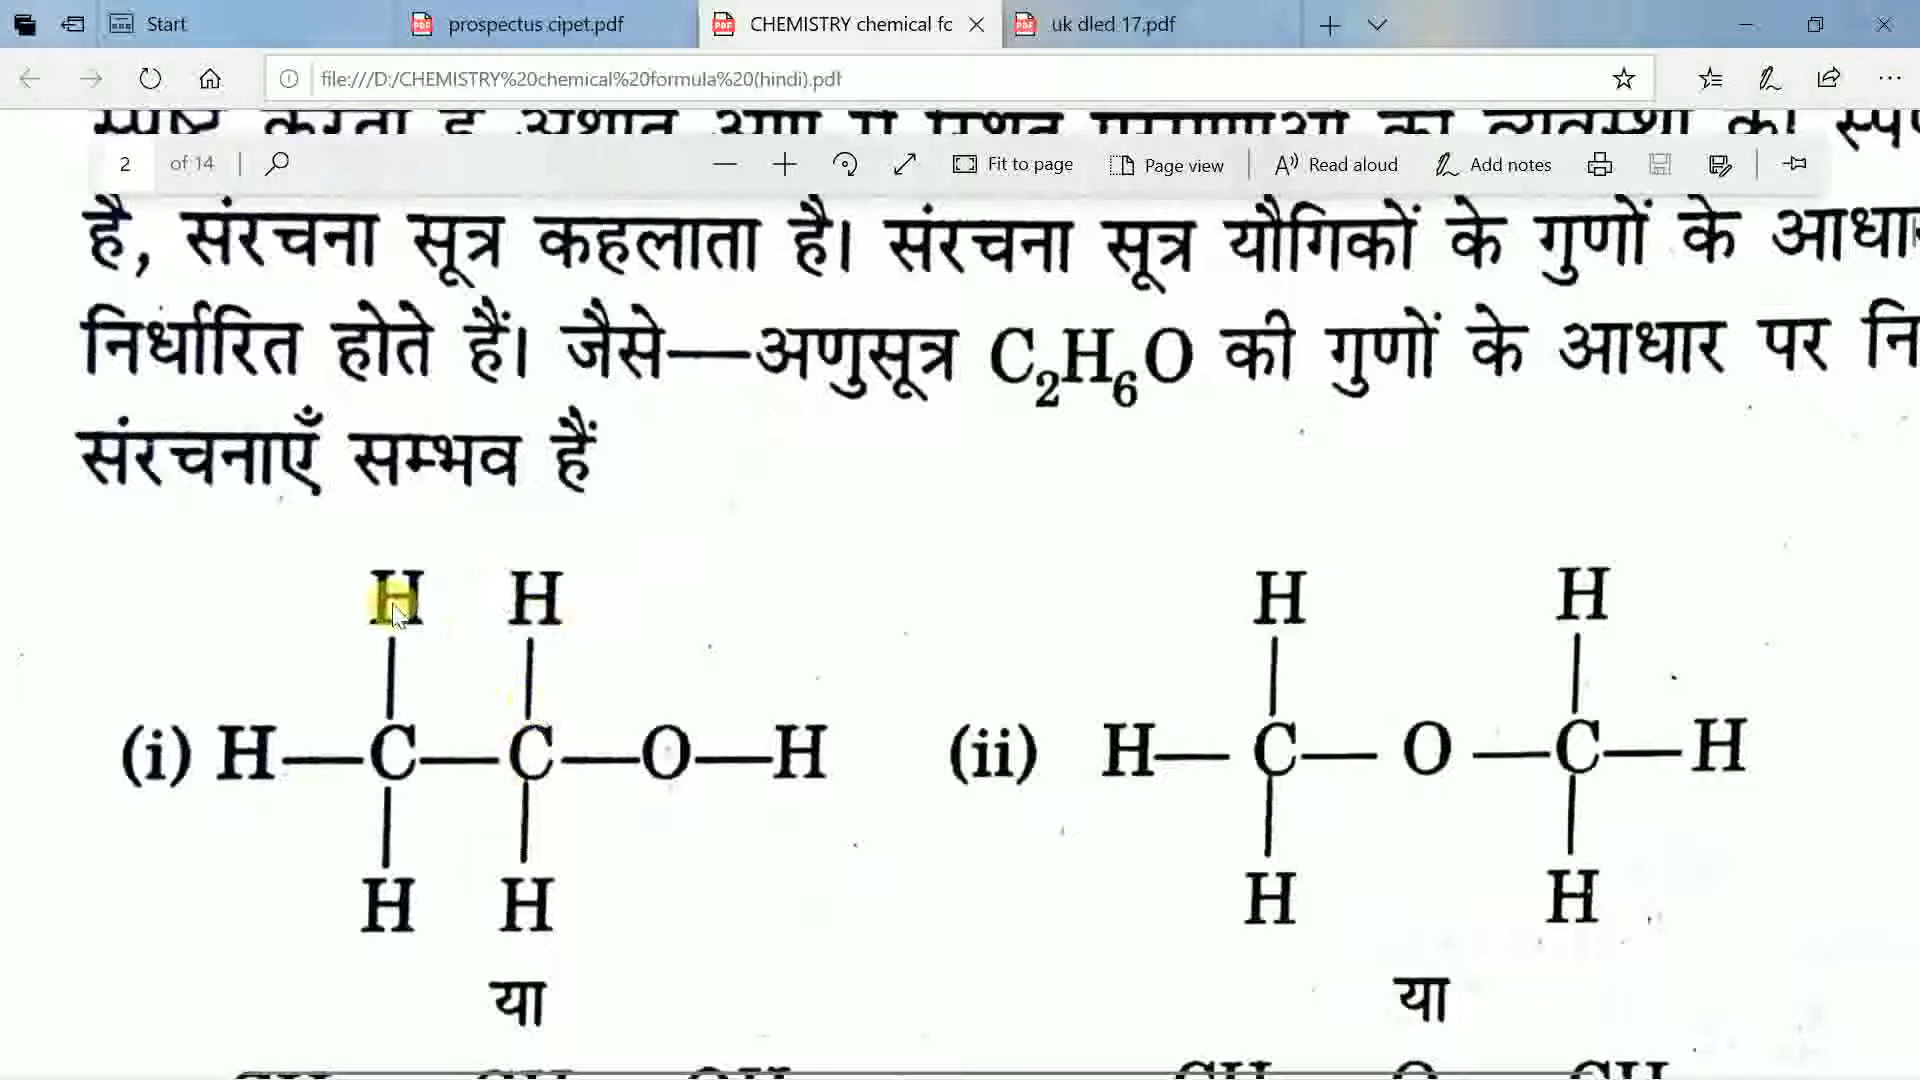 Start
prospectus cipet.pdf
CHEMISTRY chemical fc
uk dled 17.pdf
file:///D:/CHEMISTRY%20chemical%20formula%20(hindi).pdf
2 of 14
Fit to page
Page view
Read aloud
Add notes
है, संरचना सूत्र कहलाता है। संरचना सूत्र यौगिकों के गुणों के आधा
निर्धारित होते हैं। जैसे—अणुसूत्र C₂H₆O की गुणों के आधार पर नि
संरचनाएँ सम्भव हैं
H H H H
(i) H—C—C—O—H (ii) H—C—O—C—H
H H H H
या या